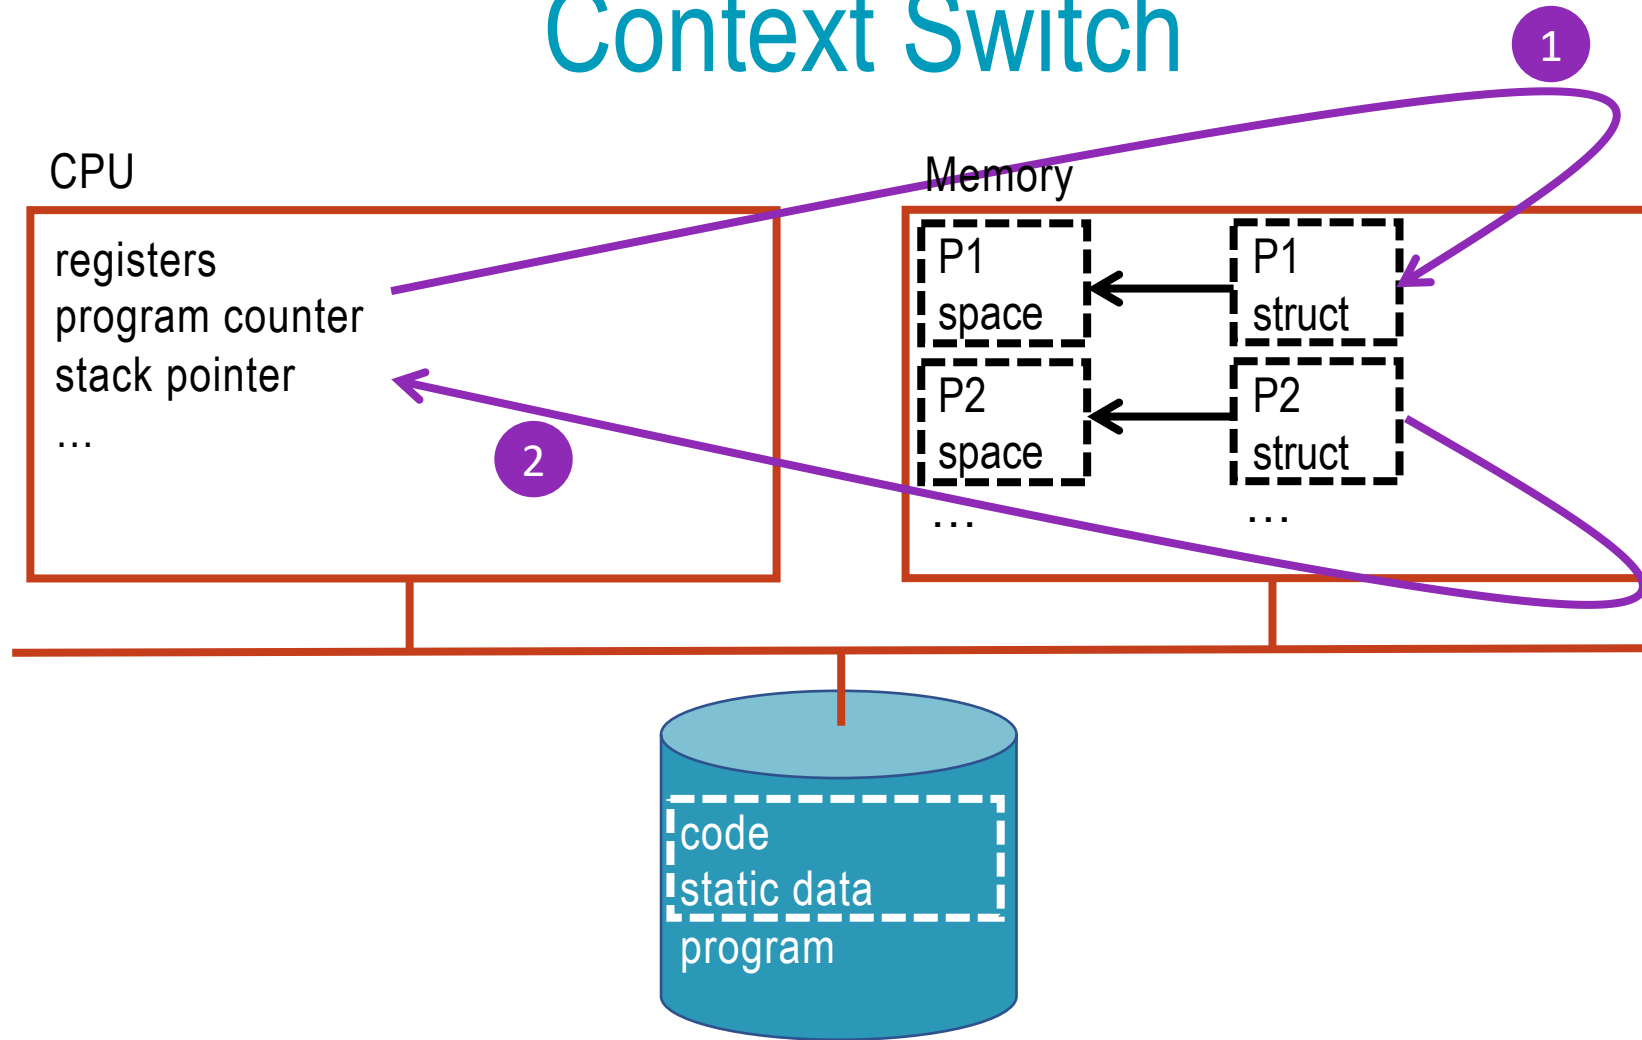 Context Switch
1
CPU
Memory
registers
program counter
stack pointer
…
2
P1
space
P1
struct
P2
space
P2
struct
…
…
code
static data
program